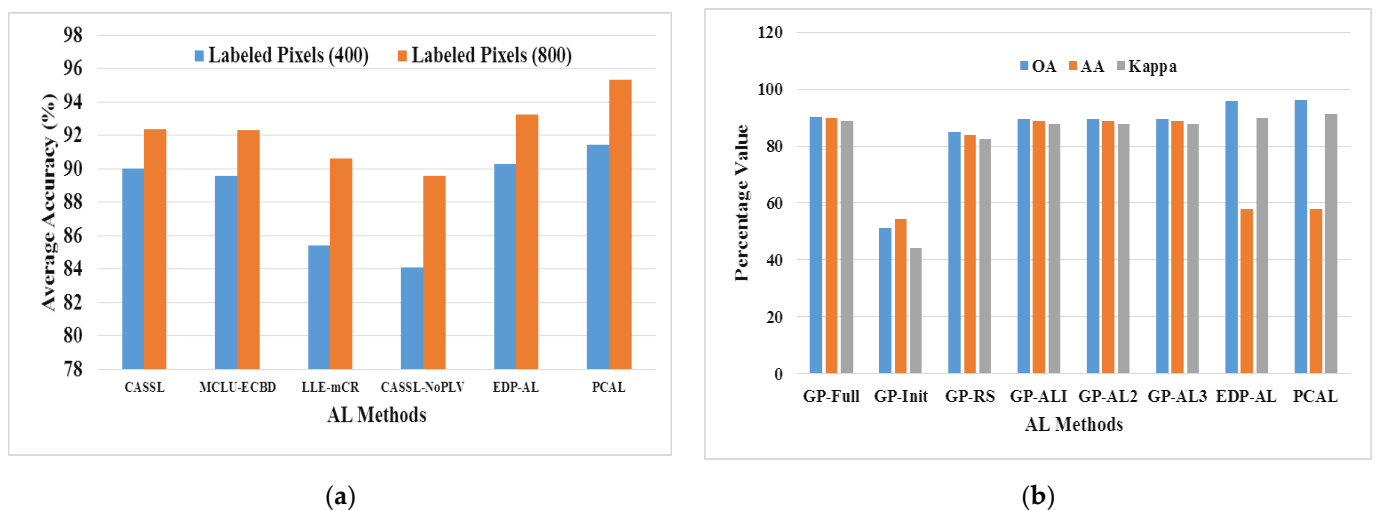 98
96
94
92
90
88
86
84
82
80
78
Average Accuracy (%)
Labeled Pixels (400) Labeled Pixels (800)
CASSL MCLU-ECBD LLE-mCR CASSL-NoPLV EDP-AL PCAL
AL Methods
(a)
120
100
80
60
40
20
0
Percentage Value
OA AA Kappa
GP-Full GP-Init GP-RS GP-ALI GP-AL2 GP-AL3 EDP-AL PCAL
AL Methods
(b)